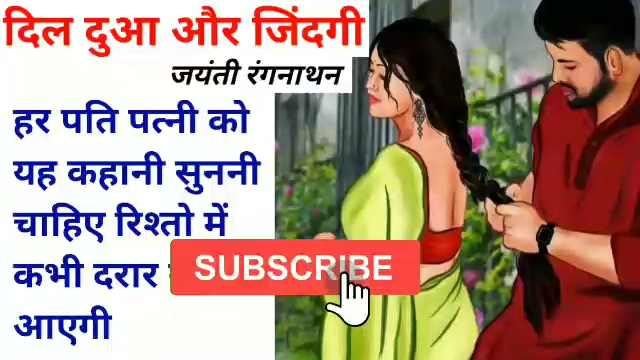 दिल दुआ और जिंदगी
जयंती रंगनाथन
हर पति पत्नी को
यह कहानी सुननी
चाहिए रिश्तो में
कभी दरार
आएगी
SUBSCRIBE